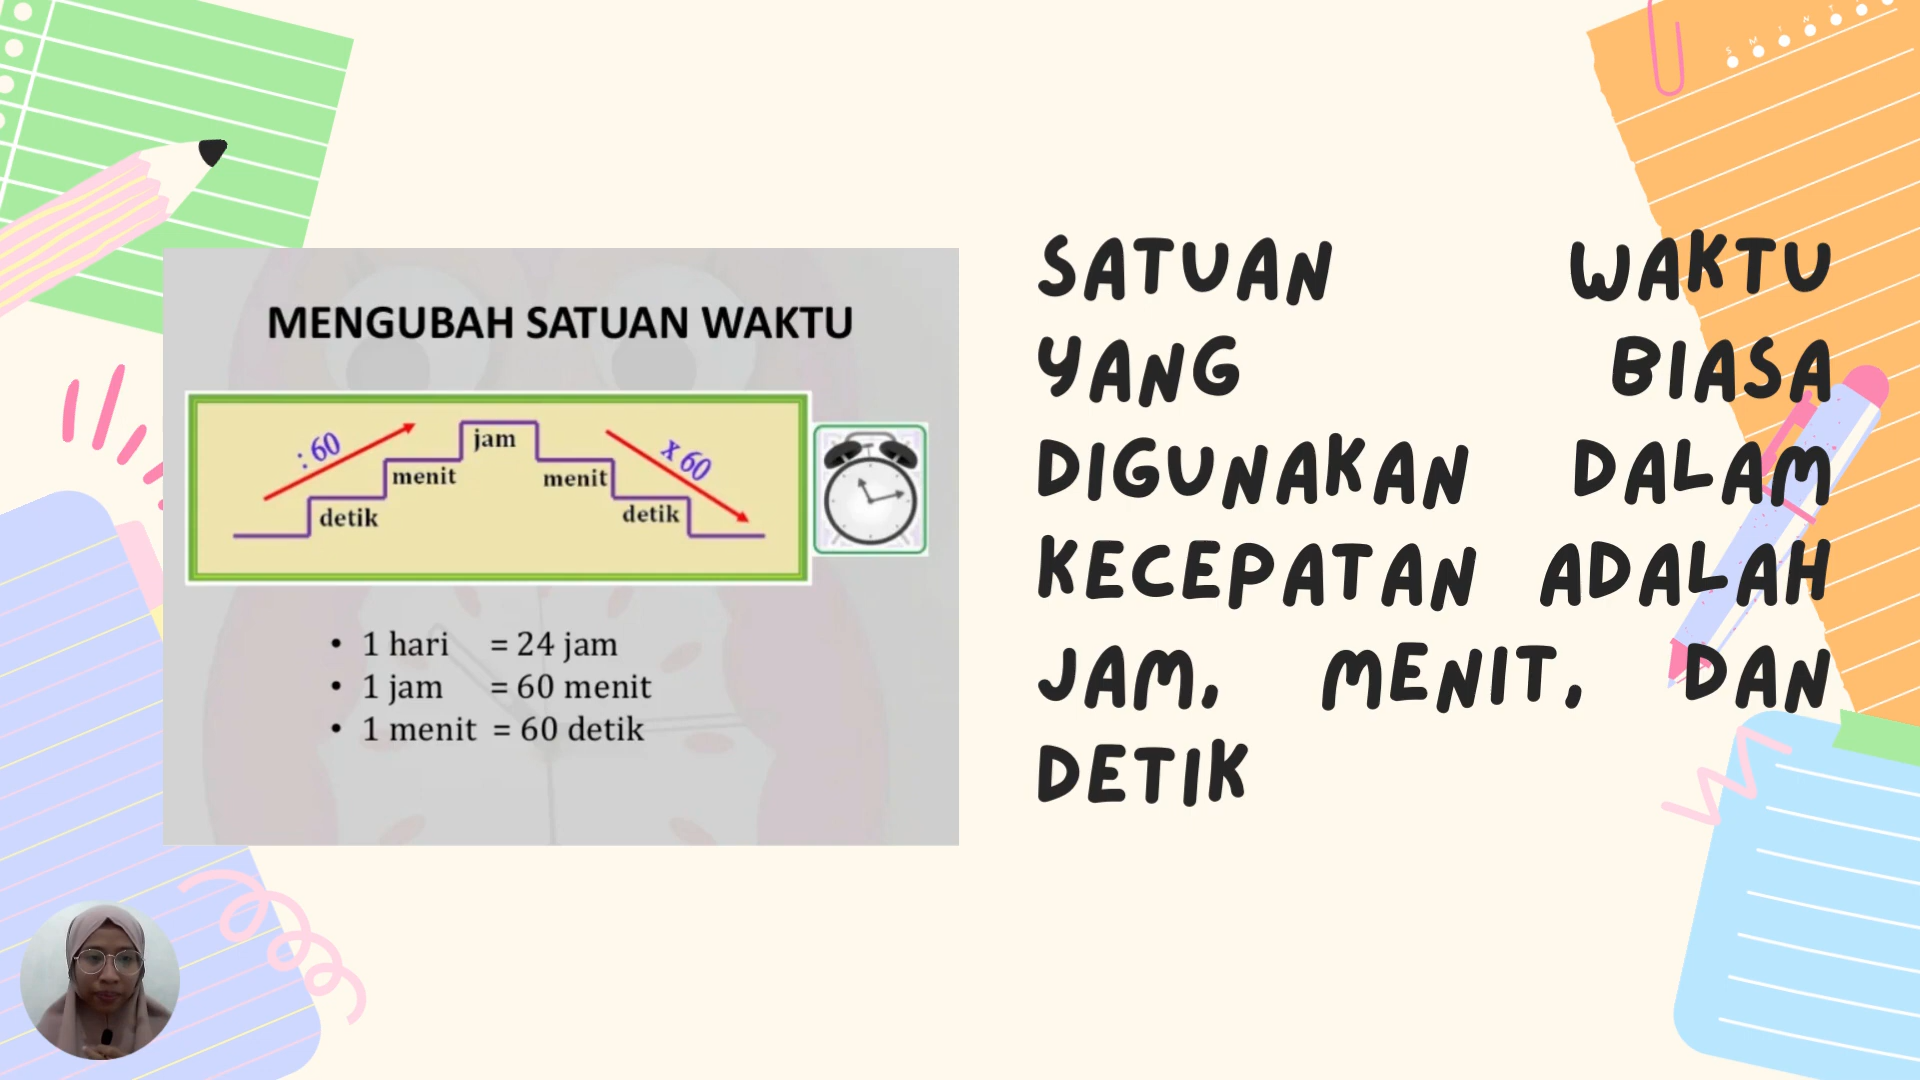 MENGUBAH SATUAN WAKTU
: 60
jam
x 60
menit
menit
detik
detik
• 1 hari = 24 jam
• 1 jam = 60 menit
• 1 menit = 60 detik
SATUAN WAKTU
YANG BIASA
DIGUNAKAN DALAM
KECEPATAN ADALAH
JAM, MENIT, DAN
DETIK